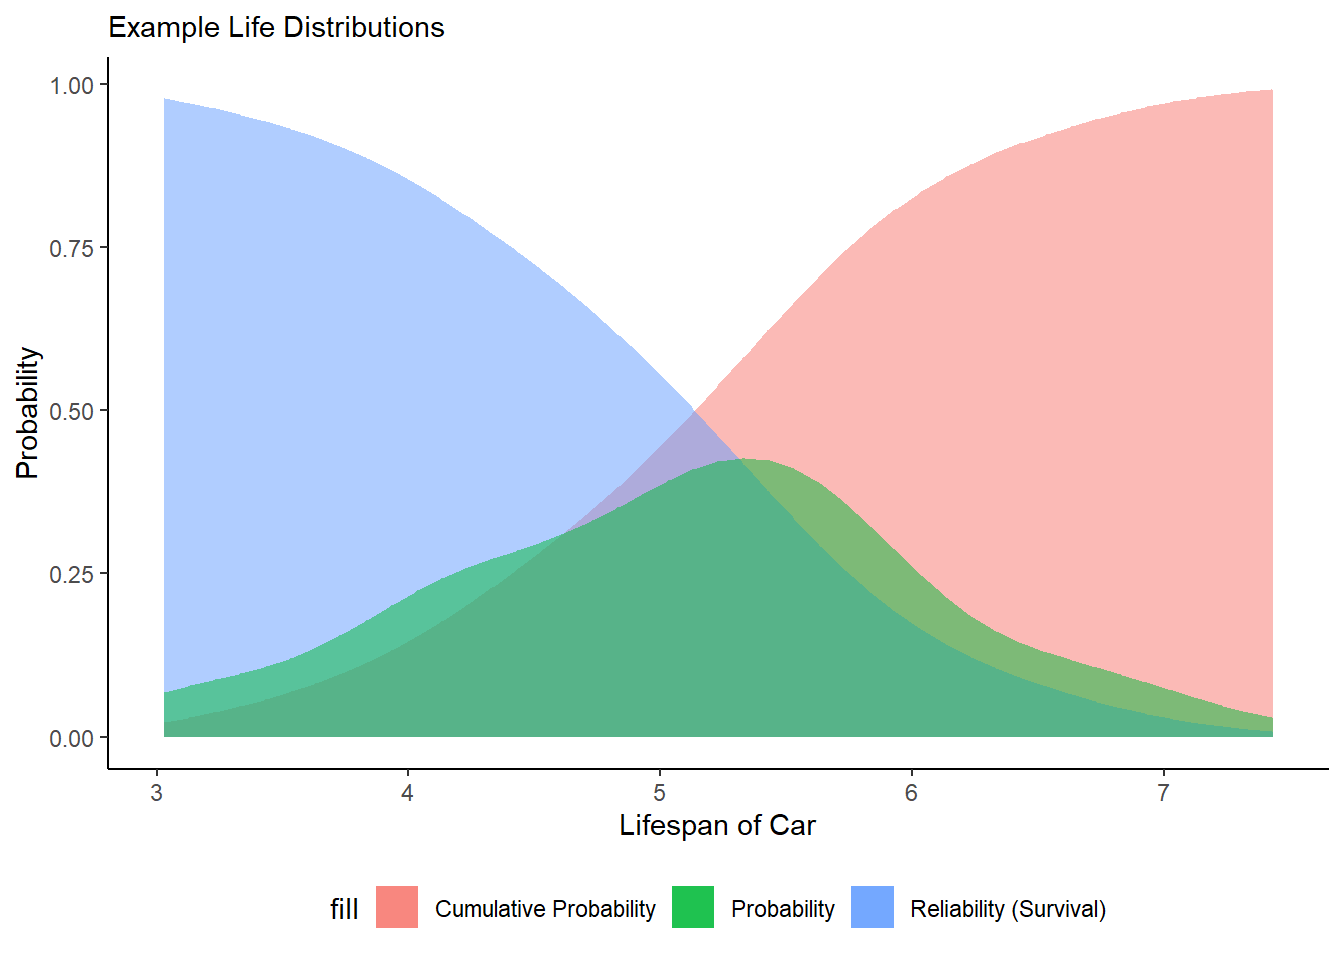 Example Life Distributions
1.00
0.75
0.50
0.25
0.00
Probability
3 4 5 6 7
Lifespan of Car
fill Cumulative Probability Probability Reliability (Survival)